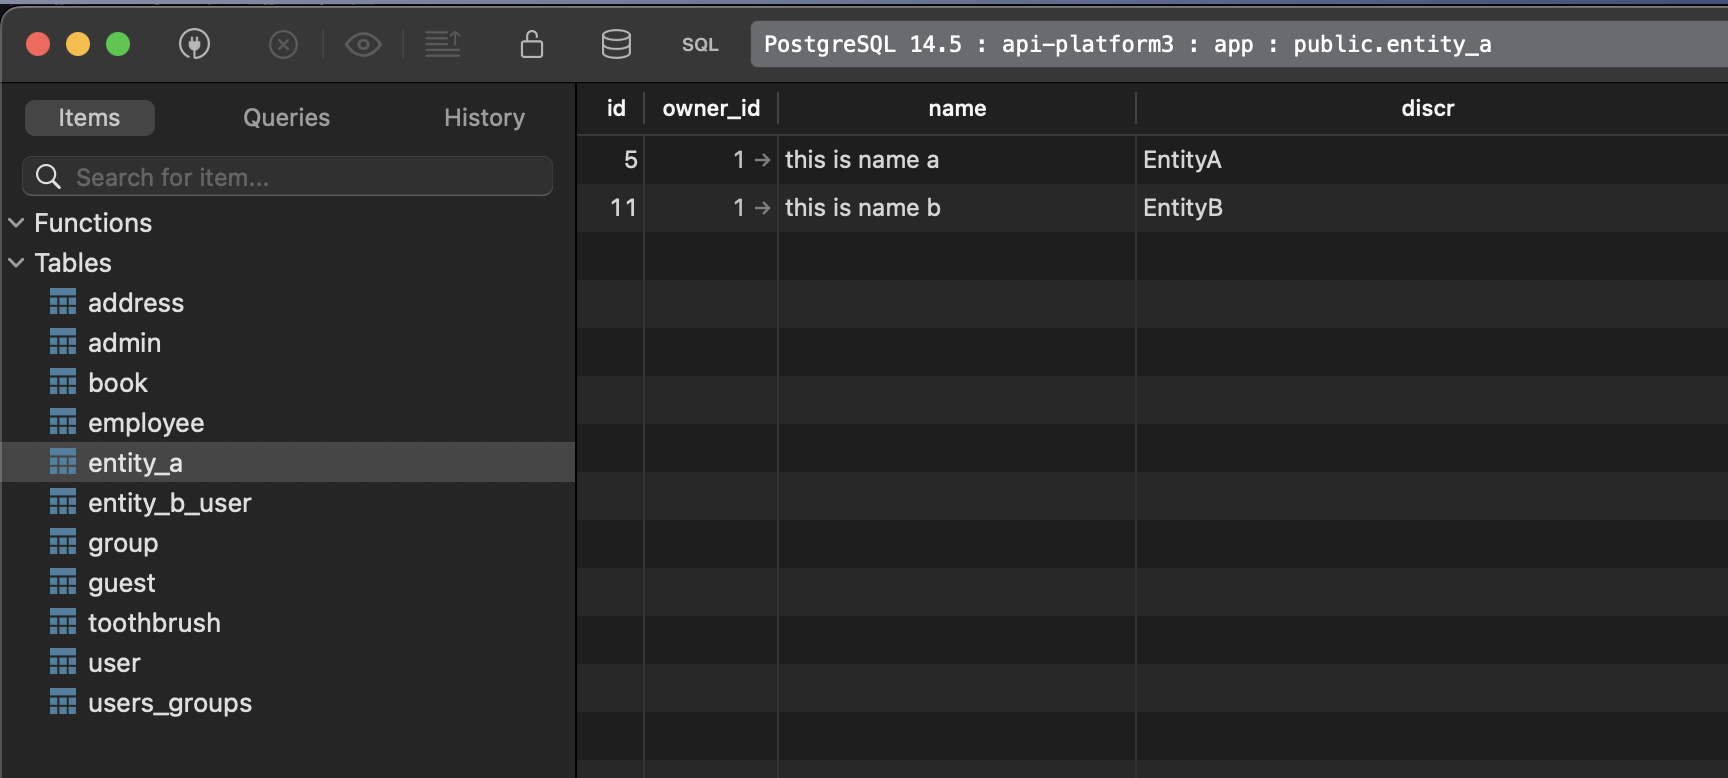 SQL
PostgreSQL 14.5 : api-platform3 : app : public.entity_a
Items Queries History
Search for item...
Functions
Tables
address
admin
book
employee
entity_a
entity_b_user
group
guest
toothbrush
user
users_groups
id owner_id name discr
5 1 → this is name a EntityA
11 1 → this is name b EntityB